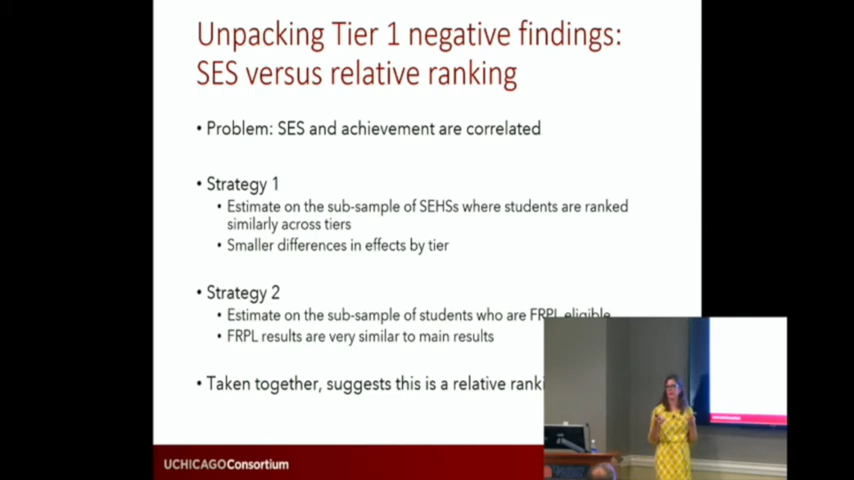 Unpacking Tier 1 negative findings:
SES versus relative ranking
• Problem: SES and achievement are correlated
• Strategy 1
• Estimate on the sub-sample of SEHSs where students are ranked
similarly across tiers
• Smaller differences in effects by tier
• Strategy 2
• Estimate on the sub-sample of students who are FRPL eligible
• FRPL results are very similar to main results
• Taken together, suggests this is a relative
UCHICAGOConsortium